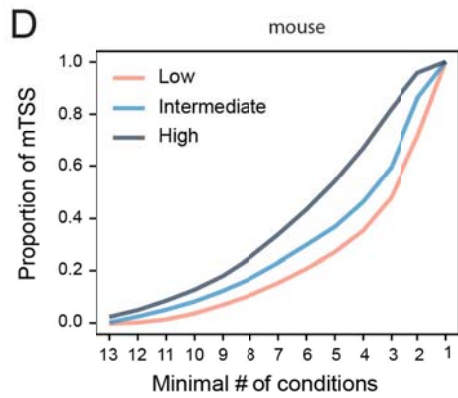 D
mouse
Proportion of mTSS
1.0
0.8
0.6
0.4
0.2
0.0
Low
Intermediate
High
13 12 11 10 9 8 7 6 5 4 3 2 1
Minimal # of conditions